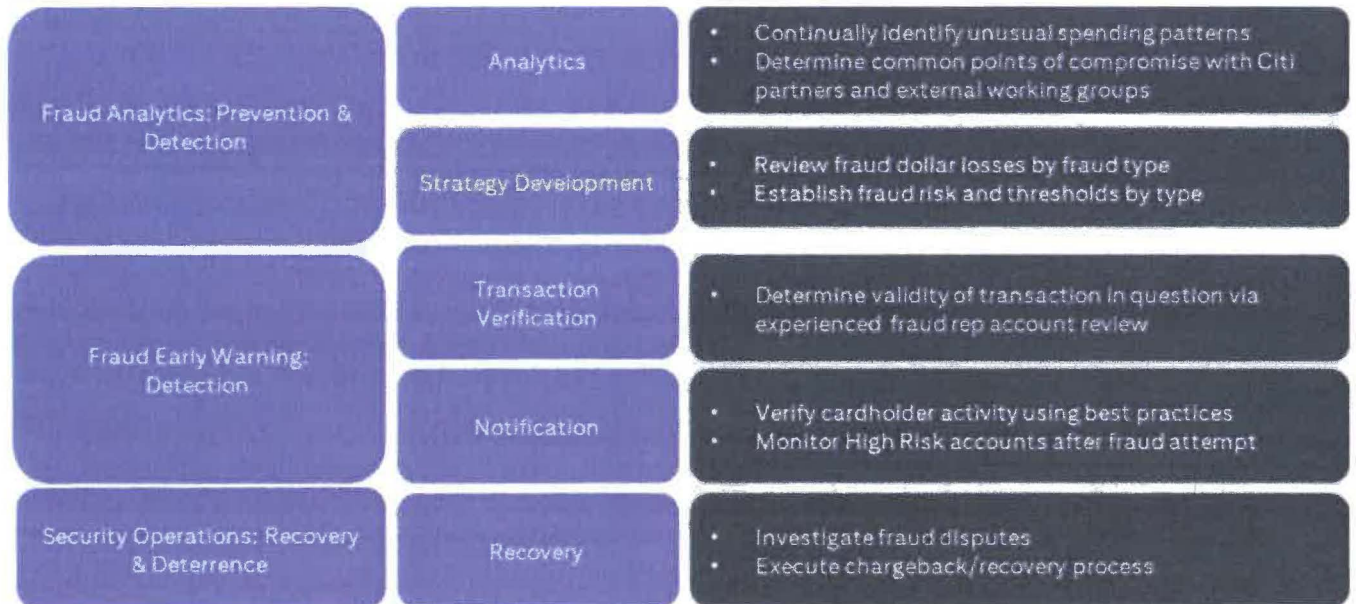 Fraud Analytics: Prevention &
Detection
Analytics
• Continually identify unusual spending patterns
• Determine common points of compromise with Citi
partners and external working groups
Strategy Development
• Review fraud dollar losses by fraud type
• Establish fraud risk and thresholds by type
Fraud Early Warning:
Detection
Transaction
Verification
• Determine validity of transaction in question via
experienced fraud rep account review
Notification
• Verify cardholder activity using best practices
• Monitor High Risk accounts after fraud attempt
Security Operations: Recovery
& Deterrence
Recovery
• Investigate fraud disputes
• Execute chargeback/recovery process